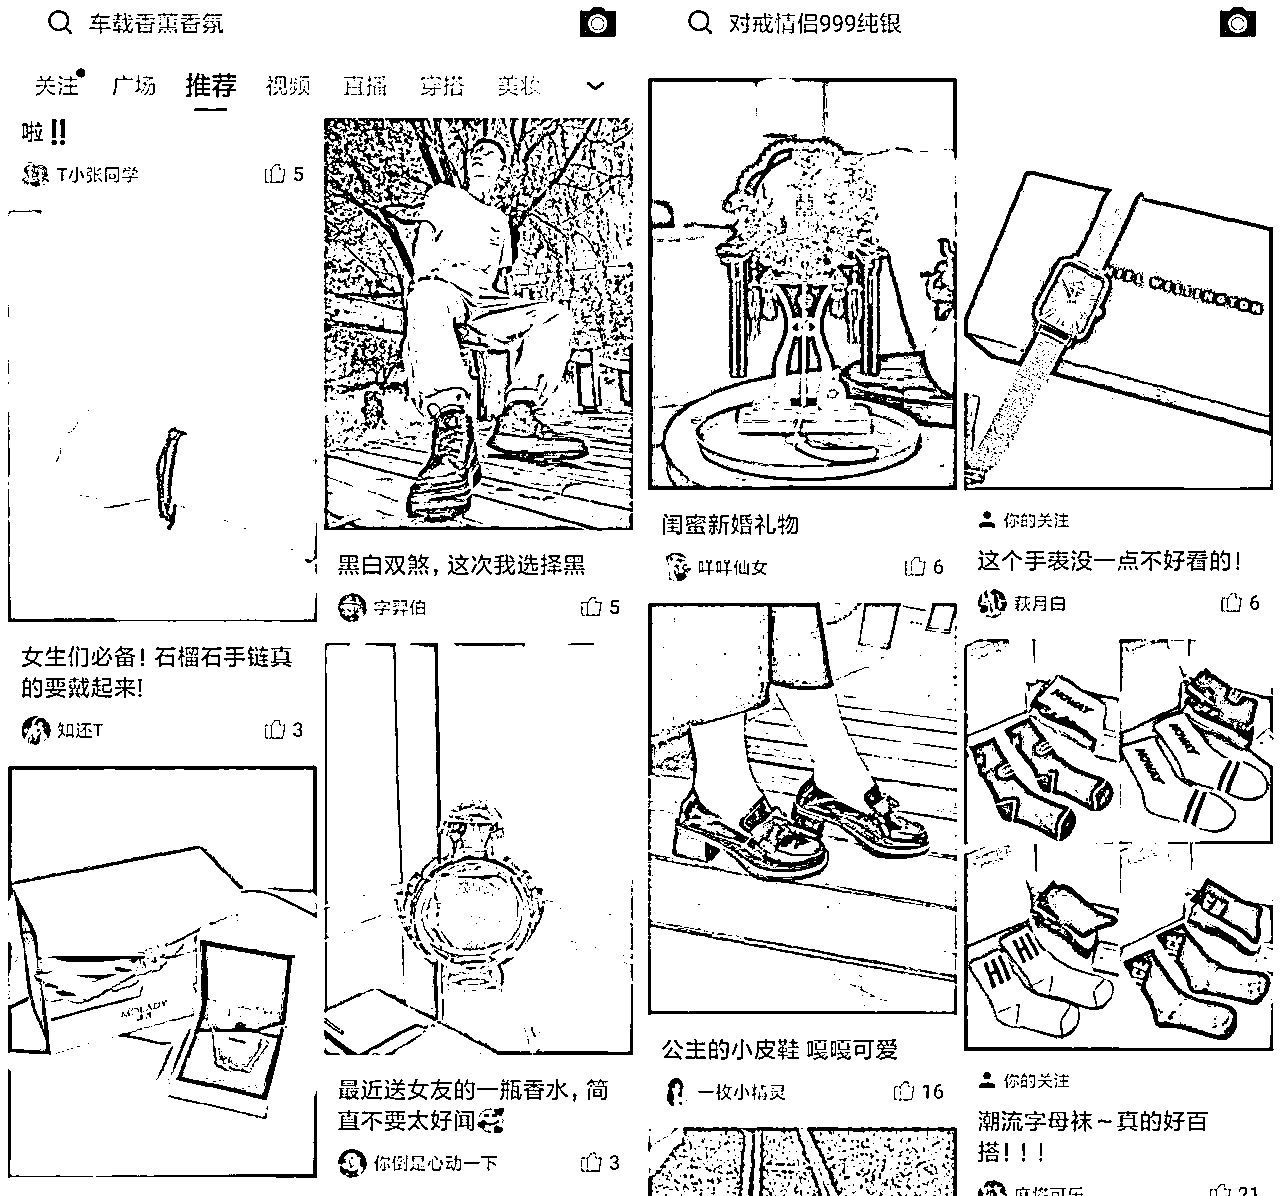 车载香薰香氛
关注 广场 推荐 视频 直播 穿搭 美妆
啦!!
T小张同学 5
女生们必备！石榴石手链真
的要戴起来！
知还T 3
黑白双煞，这次我选择黑
字羿伯 5
最近送女友的一瓶香水，简
直不要太好闻
你倒是心动一下 3
对戒情侣999纯银
闺蜜新婚礼物
咩咩仙女 6
公主的小皮鞋 嘎嘎可爱
一枚小精灵 16
你的关注
这个手表没一点不好看的！
荻月白 6
NOWAY
NOWAY
NOWAY
HI
HI
你的关注
潮流字母袜~真的好百
搭！！！
21